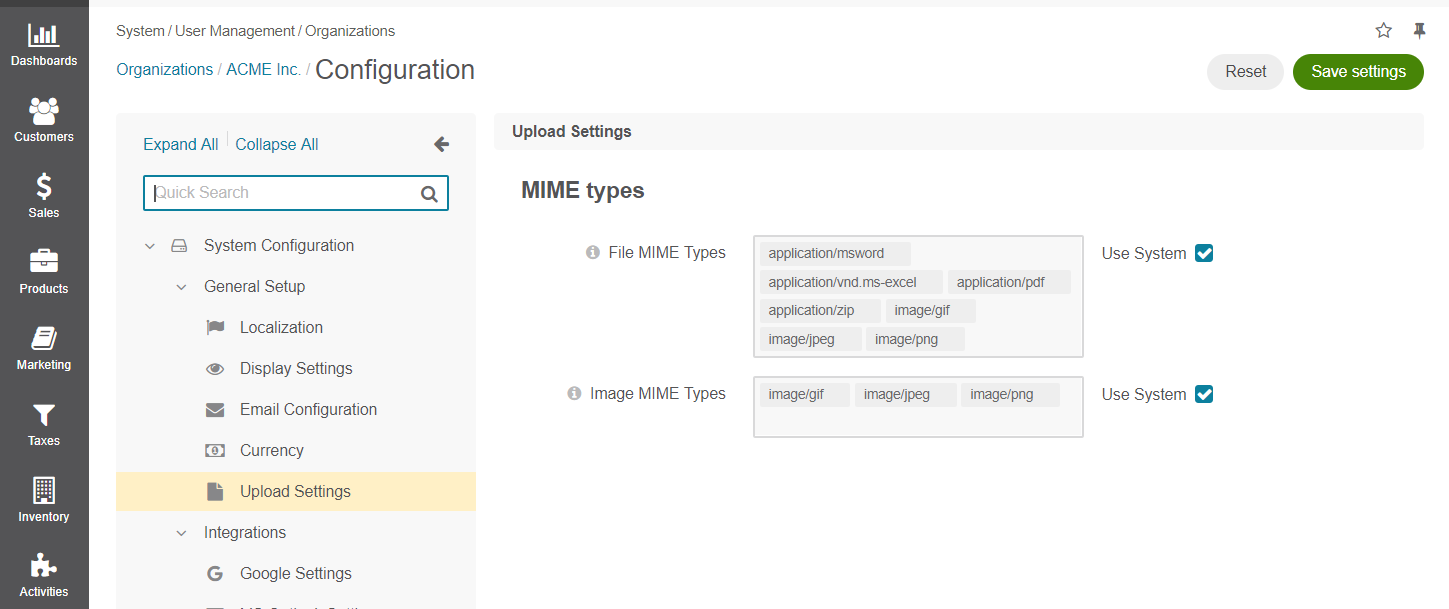 Dashboards
Customers
Sales
Products
Marketing
Taxes
Inventory
Activities
System / User Management / Organizations
Organizations / ACME Inc. / Configuration
Reset
Save settings
Expand All
Collapse All
Quick Search
System Configuration
General Setup
Localization
Display Settings
Email Configuration
Currency
Upload Settings
Integrations
Google Settings
Upload Settings
MIME types
File MIME Types
application/msword
application/vnd.ms-excel application/pdf
application/zip image/gif
image/jpeg image/png
Use System
Image MIME Types
image/gif image/jpeg image/png
Use System